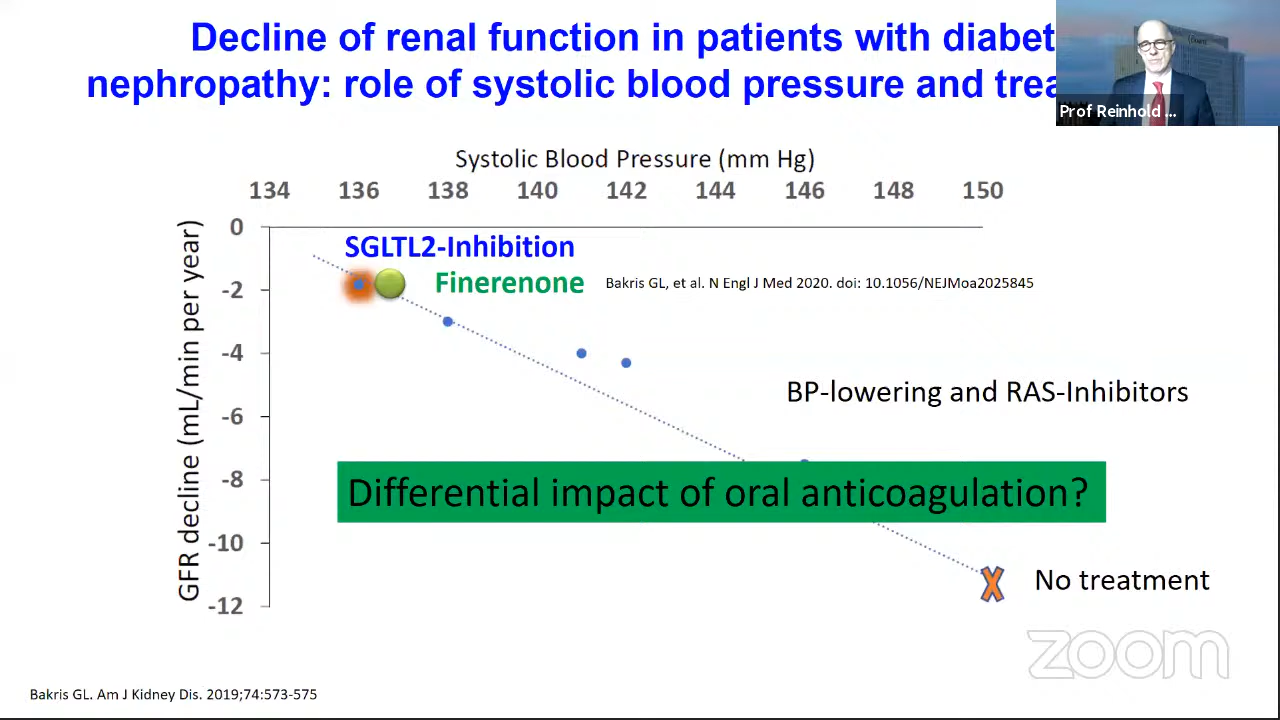 Decline of renal function in patients with diabet
nephropathy: role of systolic blood pressure and trea
Prof Reinhold ...
Systolic Blood Pressure (mm Hg)
134 136 138 140 142 144 146 148 150
GFR decline (mL/min per year)
0
-2
-4
-6
-8
-10
-12
SGLTL2-Inhibition
Finerenone
Bakris GL, et al. N Engl J Med 2020. doi: 10.1056/NEJMoa2025845
BP-lowering and RAS-Inhibitors
Differential impact of oral anticoagulation?
No treatment
zoom
Bakris GL. Am J Kidney Dis. 2019;74:573-575